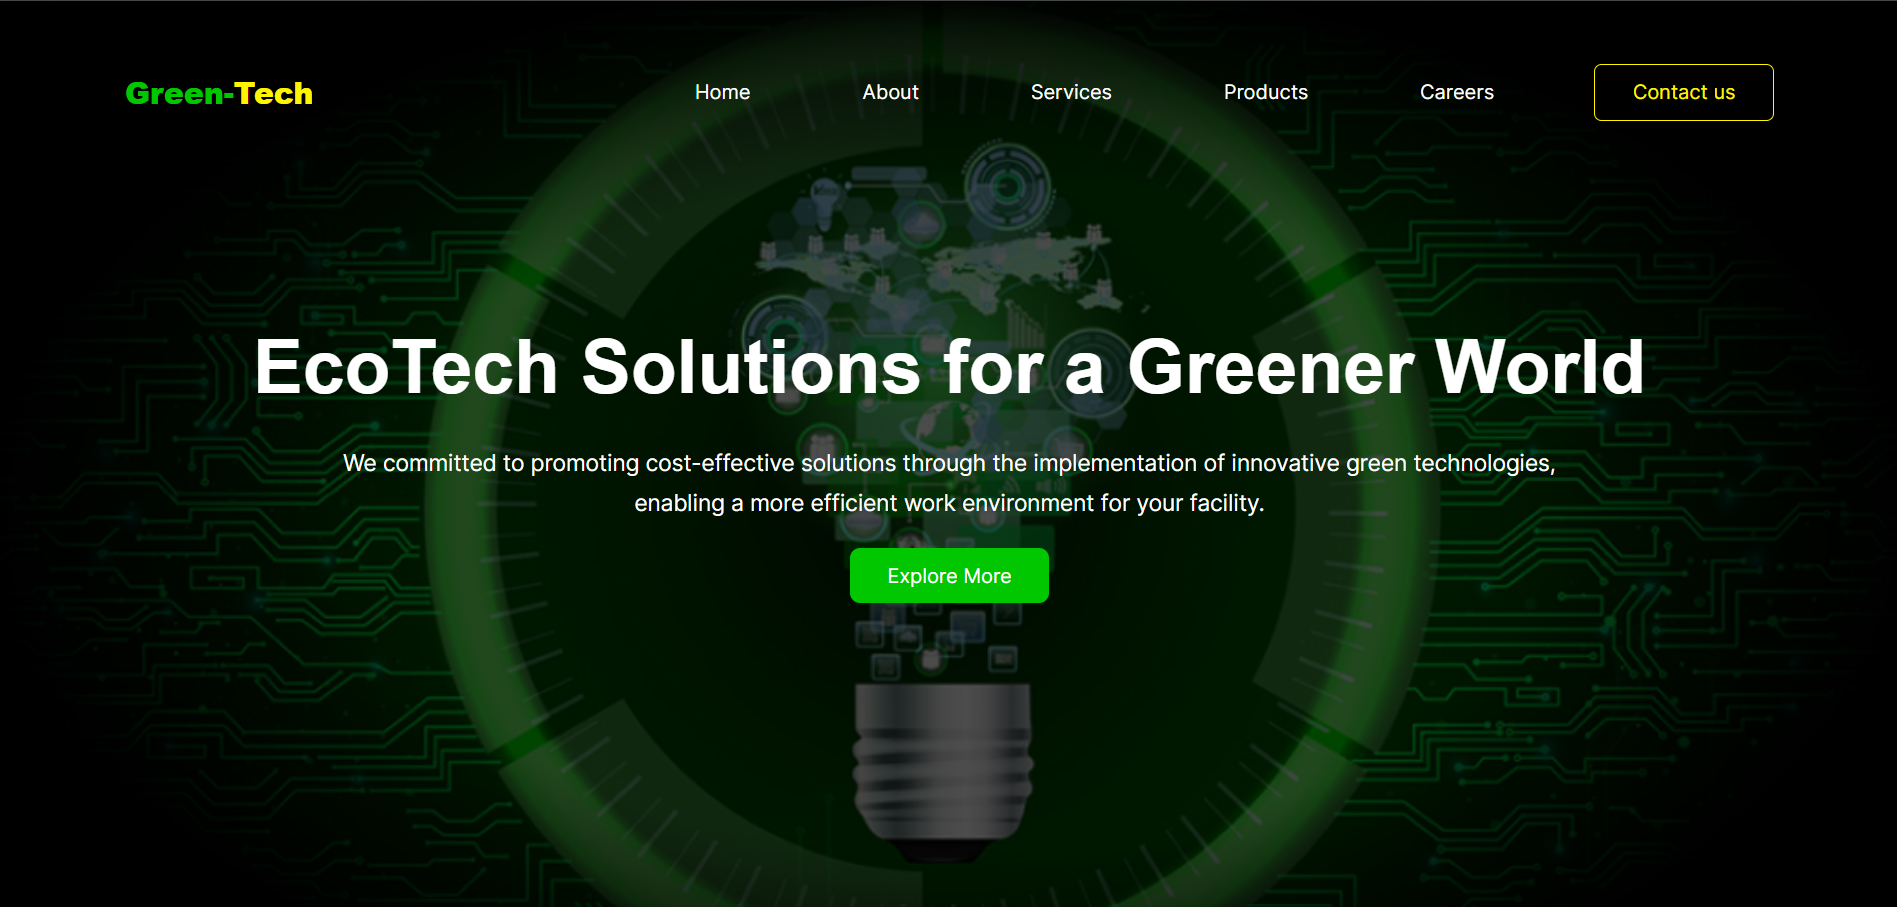 Green-Tech
Home
About
Services
Products
Careers
Contact us
EcoTech Solutions for a Greener World
We committed to promoting cost-effective solutions through the implementation of innovative green technologies,
enabling a more efficient work environment for your facility.
Explore More